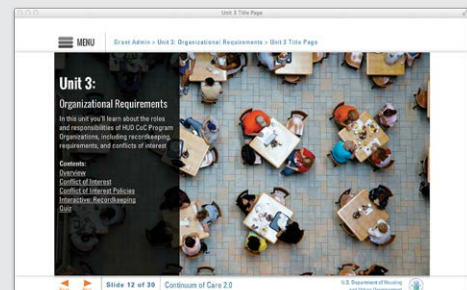 Unit 3 Title Page
MENU
Grant Admin > Unit 3: Organizational Requirements > Unit 3 Title Page
Unit 3:
Organizational Requirements
In this unit you'll learn about the roles
and responsibilities of HUD CoC Program
Organizations, including recordkeeping,
requirements, and conflicts of interest
Contents:
Overview
Conflict of Interest
Conflict of Interest Policies
Interactive: Recordkeeping
Quiz
Slide 12 of 30
Continuum of Care 2.0
U.S. Department of Housing
and Urban Development